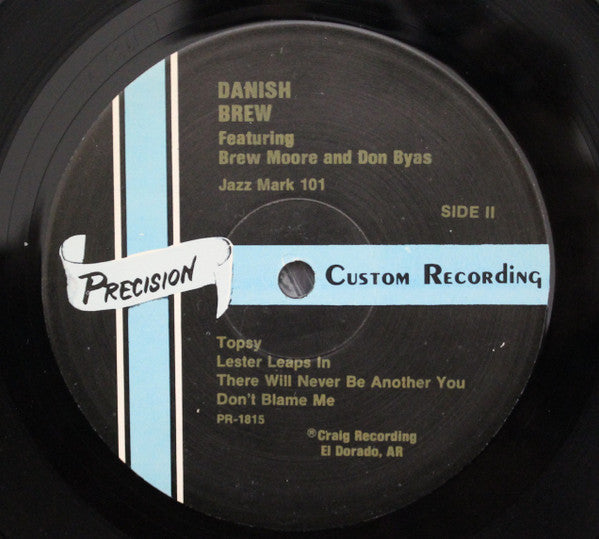 DANISH
BREW
Featuring
Brew Moore and Don Byas
Jazz Mark 101
SIDE II
PRECISION
CUSTOM RECORDING
Topsy
Lester Leaps In
There Will Never Be Another You
Don't Blame Me
PR-1815
®Craig Recording
El Dorado, AR